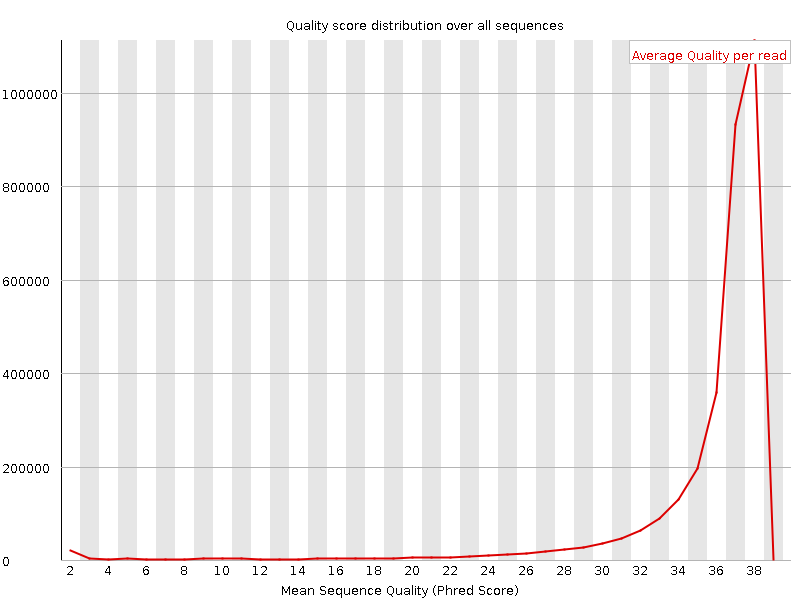 Quality score distribution over all sequences
Average Quality per read
1000000
800000
600000
400000
200000
0
2 4 6 8 10 12 14 16 18 20 22 24 26 28 30 32 34 36 38
Mean Sequence Quality (Phred Score)